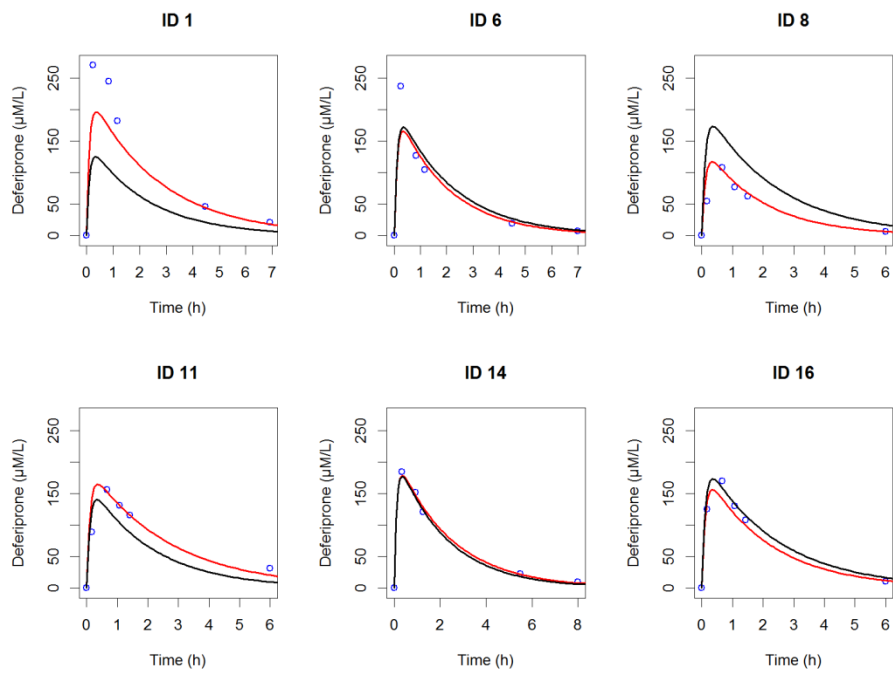 ID 1
Deferiprone (µM/L)
0 50 150 250
0 1 2 3 4 5 6 7
Time (h)
ID 6
Deferiprone (µM/L)
0 50 150 250
0 1 2 3 4 5 6 7
Time (h)
ID 8
Deferiprone (µM/L)
0 50 150 250
0 1 2 3 4 5 6
Time (h)
ID 11
Deferiprone (µM/L)
0 50 150 250
0 1 2 3 4 5 6
Time (h)
ID 14
Deferiprone (µM/L)
0 50 150 250
0 2 4 6 8
Time (h)
ID 16
Deferiprone (µM/L)
0 50 150 250
0 1 2 3 4 5 6
Time (h)